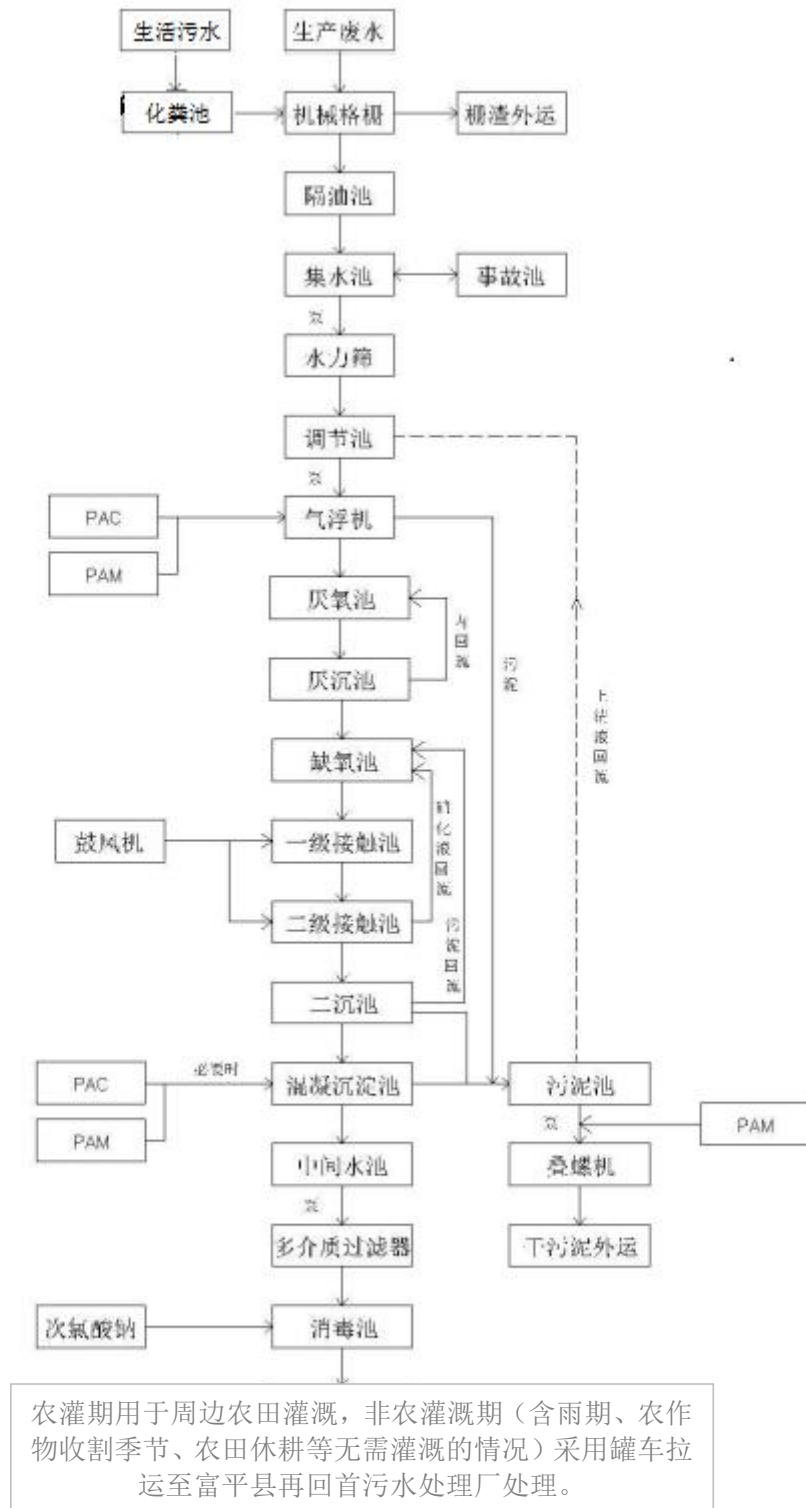 生活污水
生产废水
化粪池
机械格栅
栅渣外运
隔油池
集水池
事故池
泵
水力筛
调节池
泵
PAC
气浮机
PAM
厌氧池
内回流
污泥
厌沉池
上清液回流
缺氧池
硝化液回流
鼓风机
一级接触池
二级接触池
污泥回流
二沉池
PAC
必要时
混凝沉淀池
污泥池
泵
PAM
PAM
中间水池
叠螺机
泵
多介质过滤器
干污泥外运
次氯酸钠
消毒池
农灌期用于周边农田灌溉，非农灌溉期（含雨期、农作
物收割季节、农田休耕等无需灌溉的情况）采用罐车拉
运至富平县再回首污水处理厂处理。